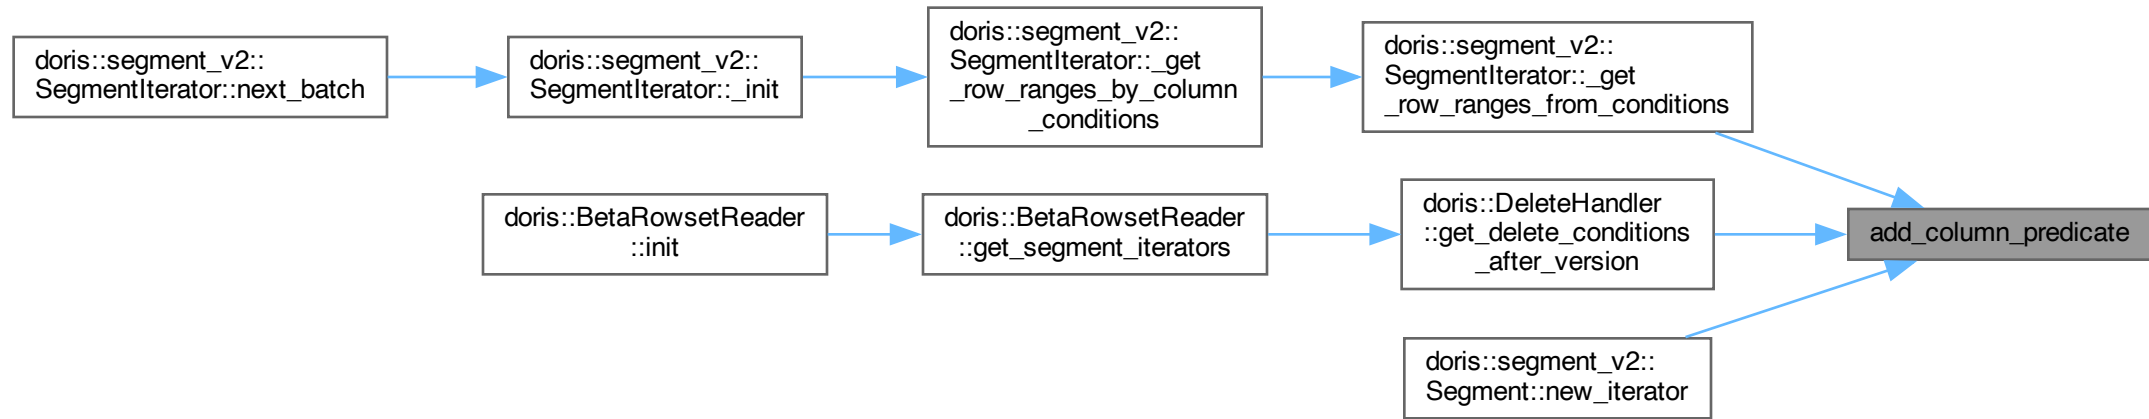 doris::segment_v2::
SegmentIterator::next_batch
doris::segment_v2::
SegmentIterator::_init
doris::segment_v2::
SegmentIterator::_get
_row_ranges_by_column
_conditions
doris::segment_v2::
SegmentIterator::_get
_row_ranges_from_conditions
doris::BetaRowsetReader
::init
doris::BetaRowsetReader
::get_segment_iterators
doris::DeleteHandler
::get_delete_conditions
_after_version
add_column_predicate
doris::segment_v2::
Segment::new_iterator